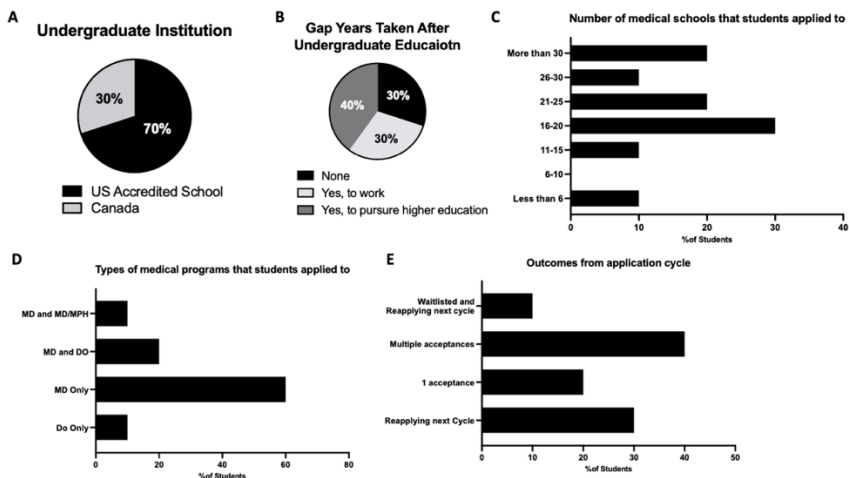 A
Undergraduate Institution
30%
70%
US Accredited School
Canada
B
Gap Years Taken After
Undergraduate Educaiotn
40%
30%
30%
None
Yes, to work
Yes, to pursure higher education
C
Number of medical schools that students applied to
More than 30
26-30
21-25
16-20
11-15
6-10
Less than 6
0
10
20
30
40
%of Students
D
Types of medical programs that students applied to
MD and MD/MPH
MD and DO
MD Only
Do Only
0
20
40
60
80
%of Students
E
Outcomes from application cycle
Waitlisted and
Reapplying next cycle
Multiple acceptances
1 acceptance
Reapplying next Cycle
0
10
20
30
40
50
%of Students